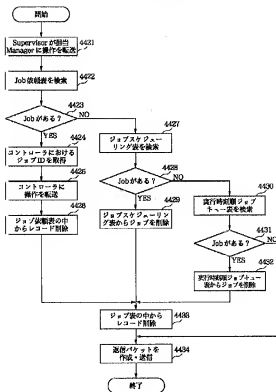 開始
4421
Supervisorが担当
Managerに操作を転送
4422
Job依頼表を検索
4423
Jobがある？
NO
YES
4424
コントローラにおける
ジョブIDを取得
4425
コントローラに
操作を転送
4426
ジョブ依頼表の中
からレコード削除
4427
ジョブスケジュー
リング表を検索
4428
Jobがある？
NO
YES
4429
ジョブスケジューリン
グ表からジョブを削除
4430
実行時刻順ジョブ
キュー表を検索
4431
Jobがある？
NO
YES
4432
実行時刻順ジョブキュー
表からジョブを削除
ジョブ表の中から
レコード削除
4433
返信パケットを
作成・送信
4434
終了